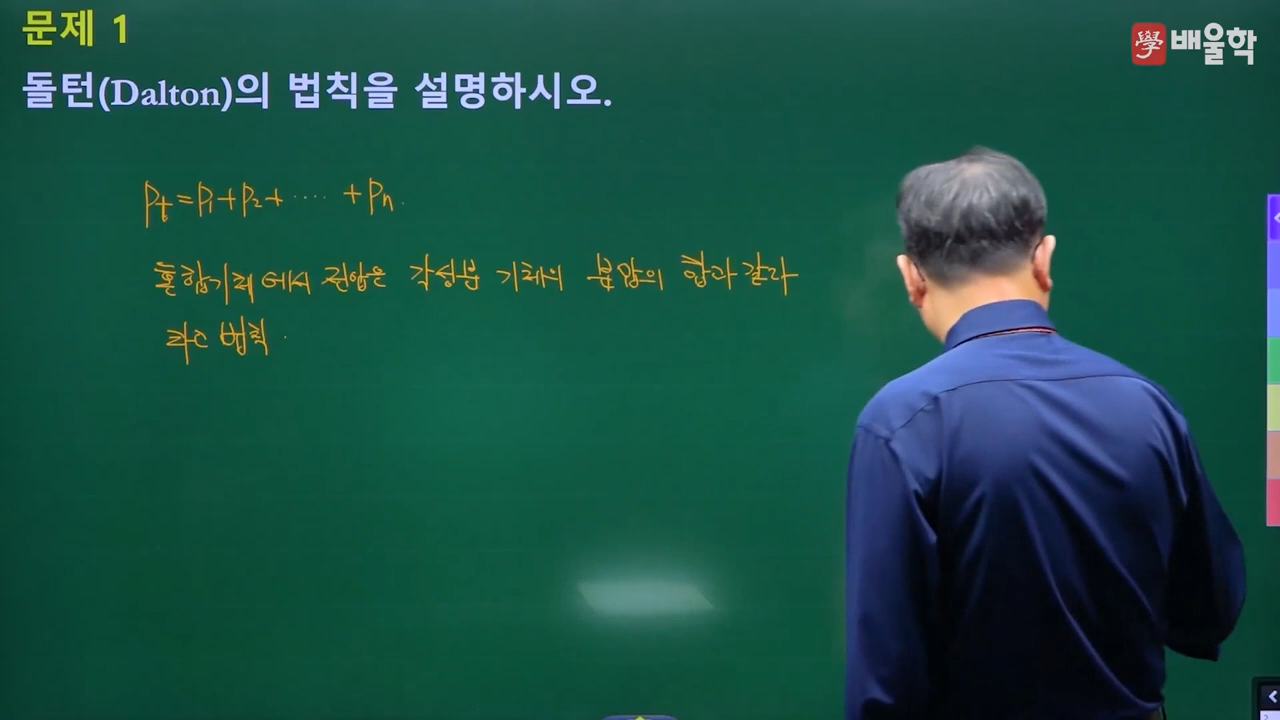 문제 1
學 배울학
돌턴(Dalton)의 법칙을 설명하시오.
Pt = P1 + P2 + ···· + Pn.
혼합기체에서 전압은 각성분 기체의 분압의 합과 같다
라는 법칙.